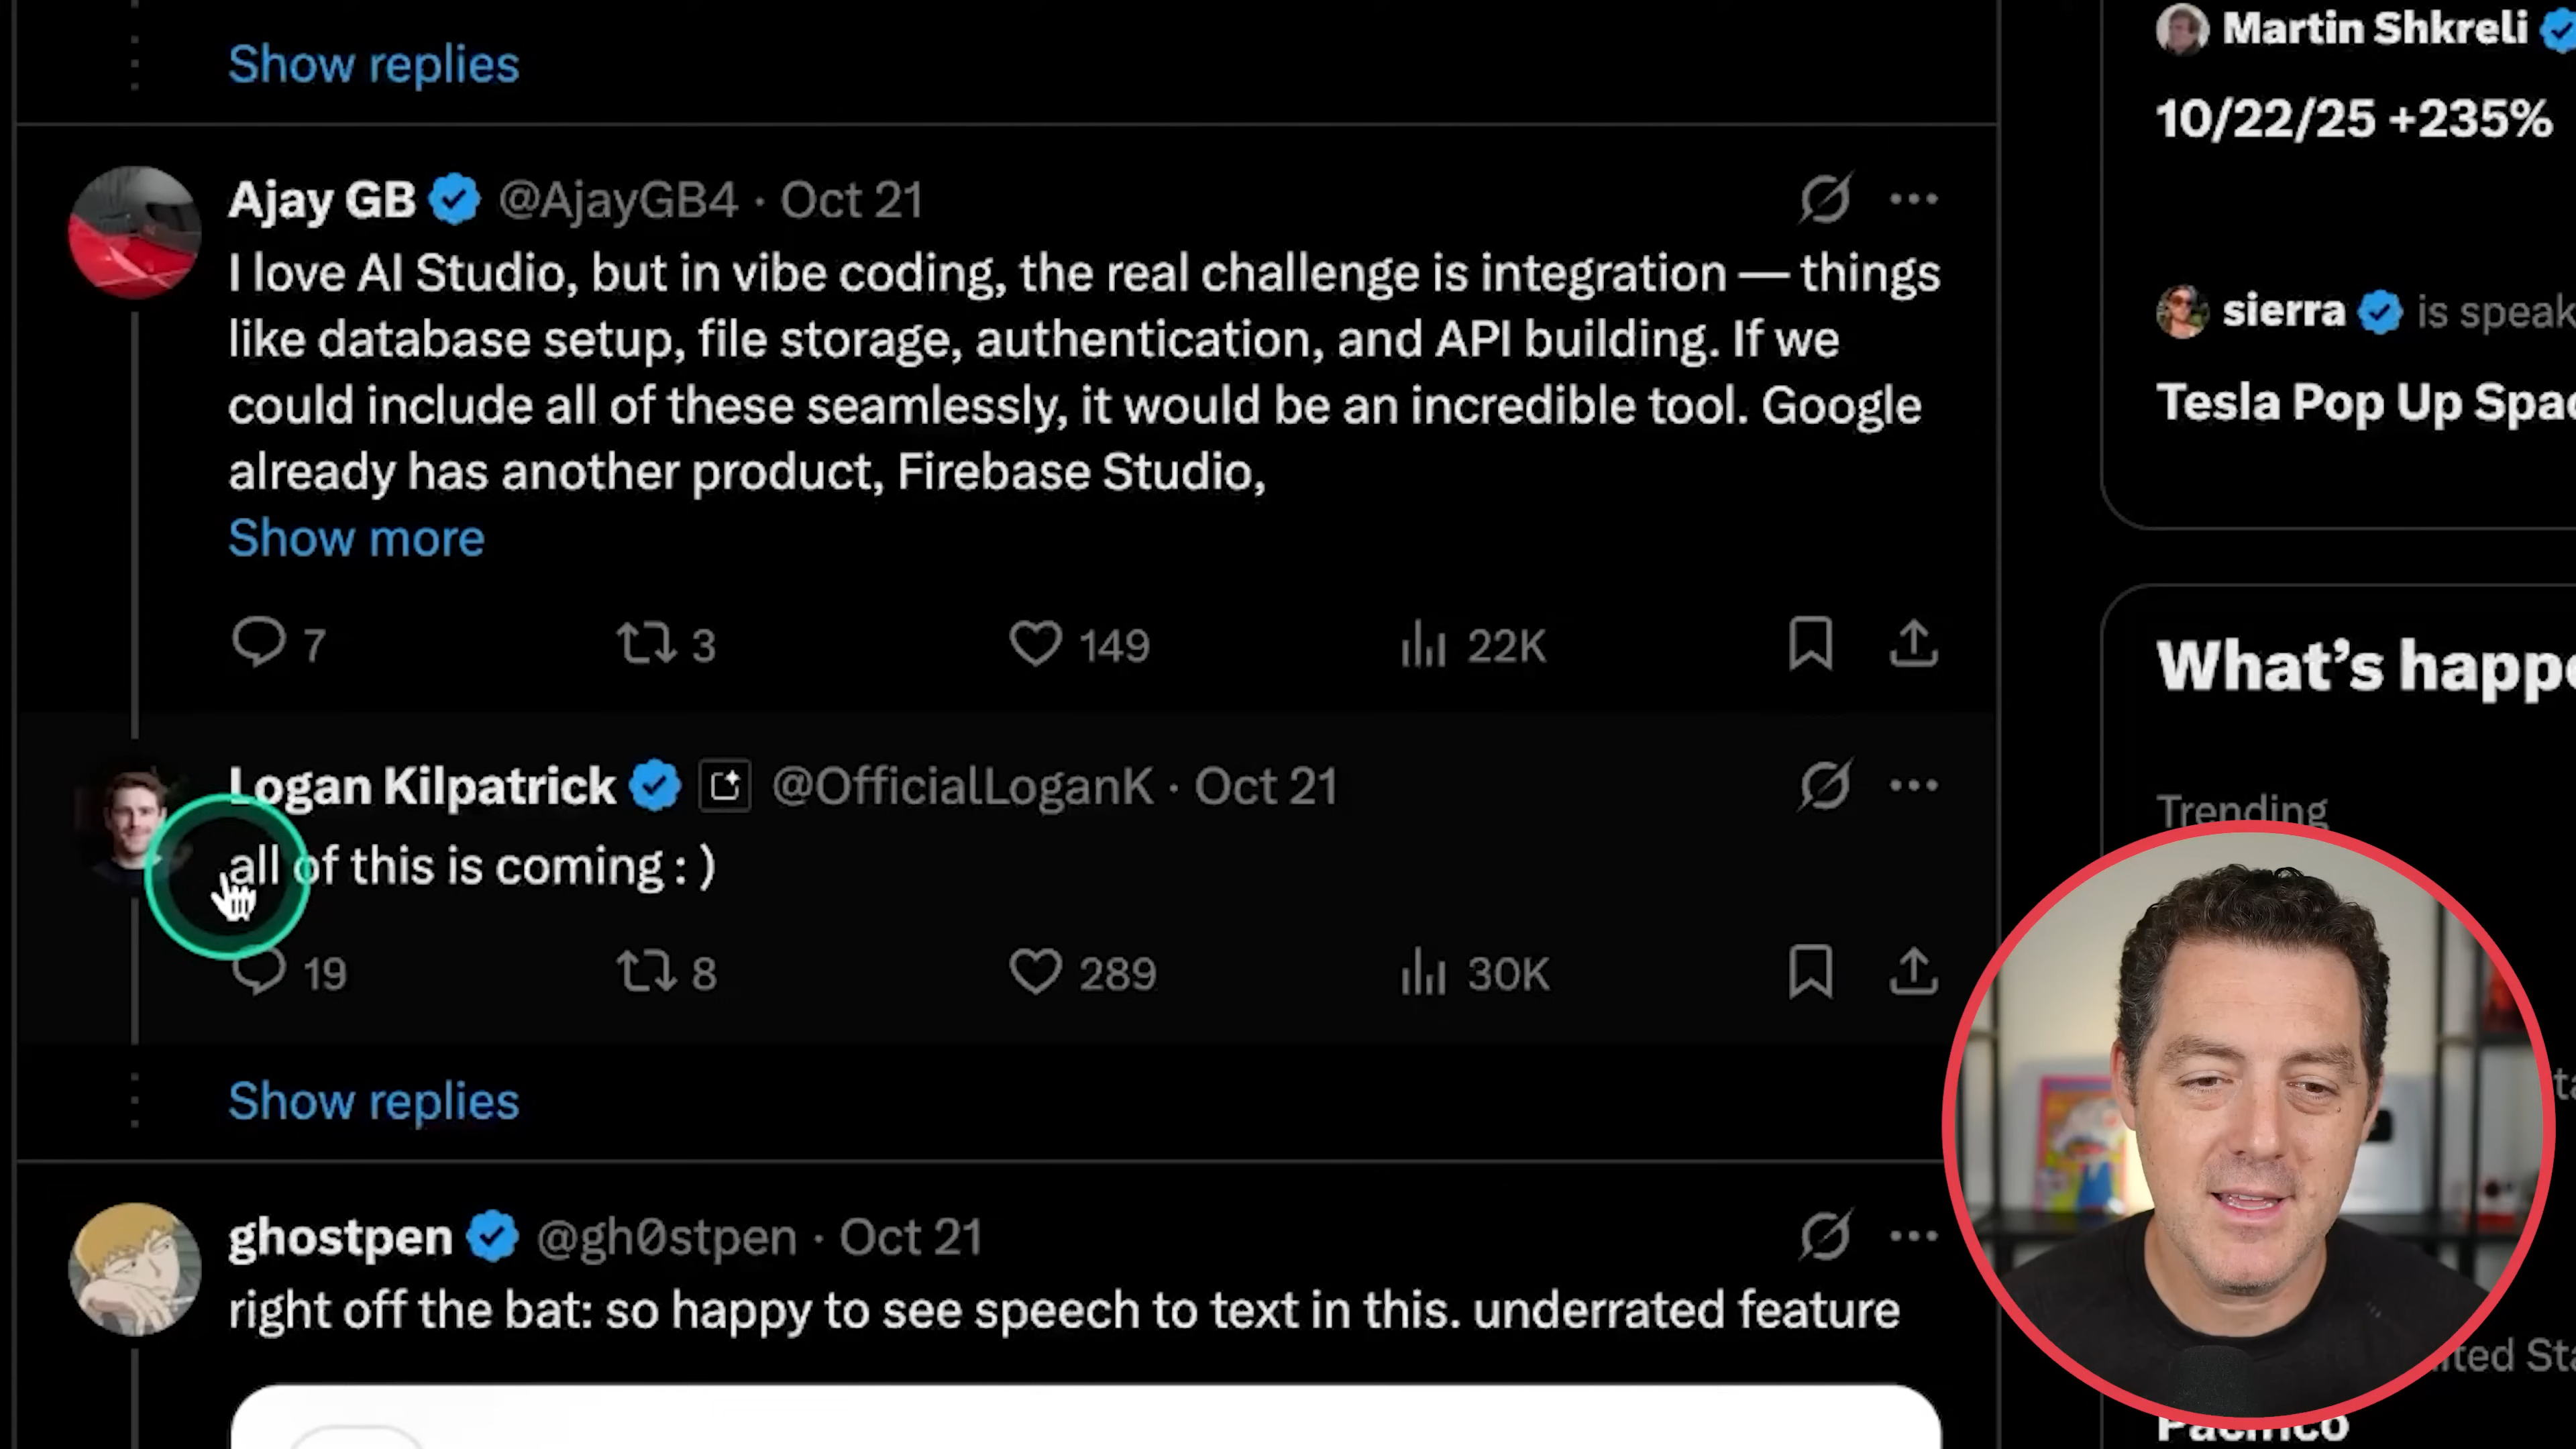 Show replies
Ajay GB @AjayGB4 · Oct 21
I love AI Studio, but in vibe coding, the real challenge is integration — things
like database setup, file storage, authentication, and API building. If we
could include all of these seamlessly, it would be an incredible tool. Google
already has another product, Firebase Studio,
Show more
7 3 149 22K
Logan Kilpatrick @OfficialLoganK · Oct 21
all of this is coming : )
19 8 289 30K
Show replies
ghostpen @gh0stpen · Oct 21
right off the bat: so happy to see speech to text in this. underrated feature
Martin Shkreli
10/22/25 +235%
sierra is speak
Tesla Pop Up Spac
What's happe
Trending
ited Sta
Pacifico